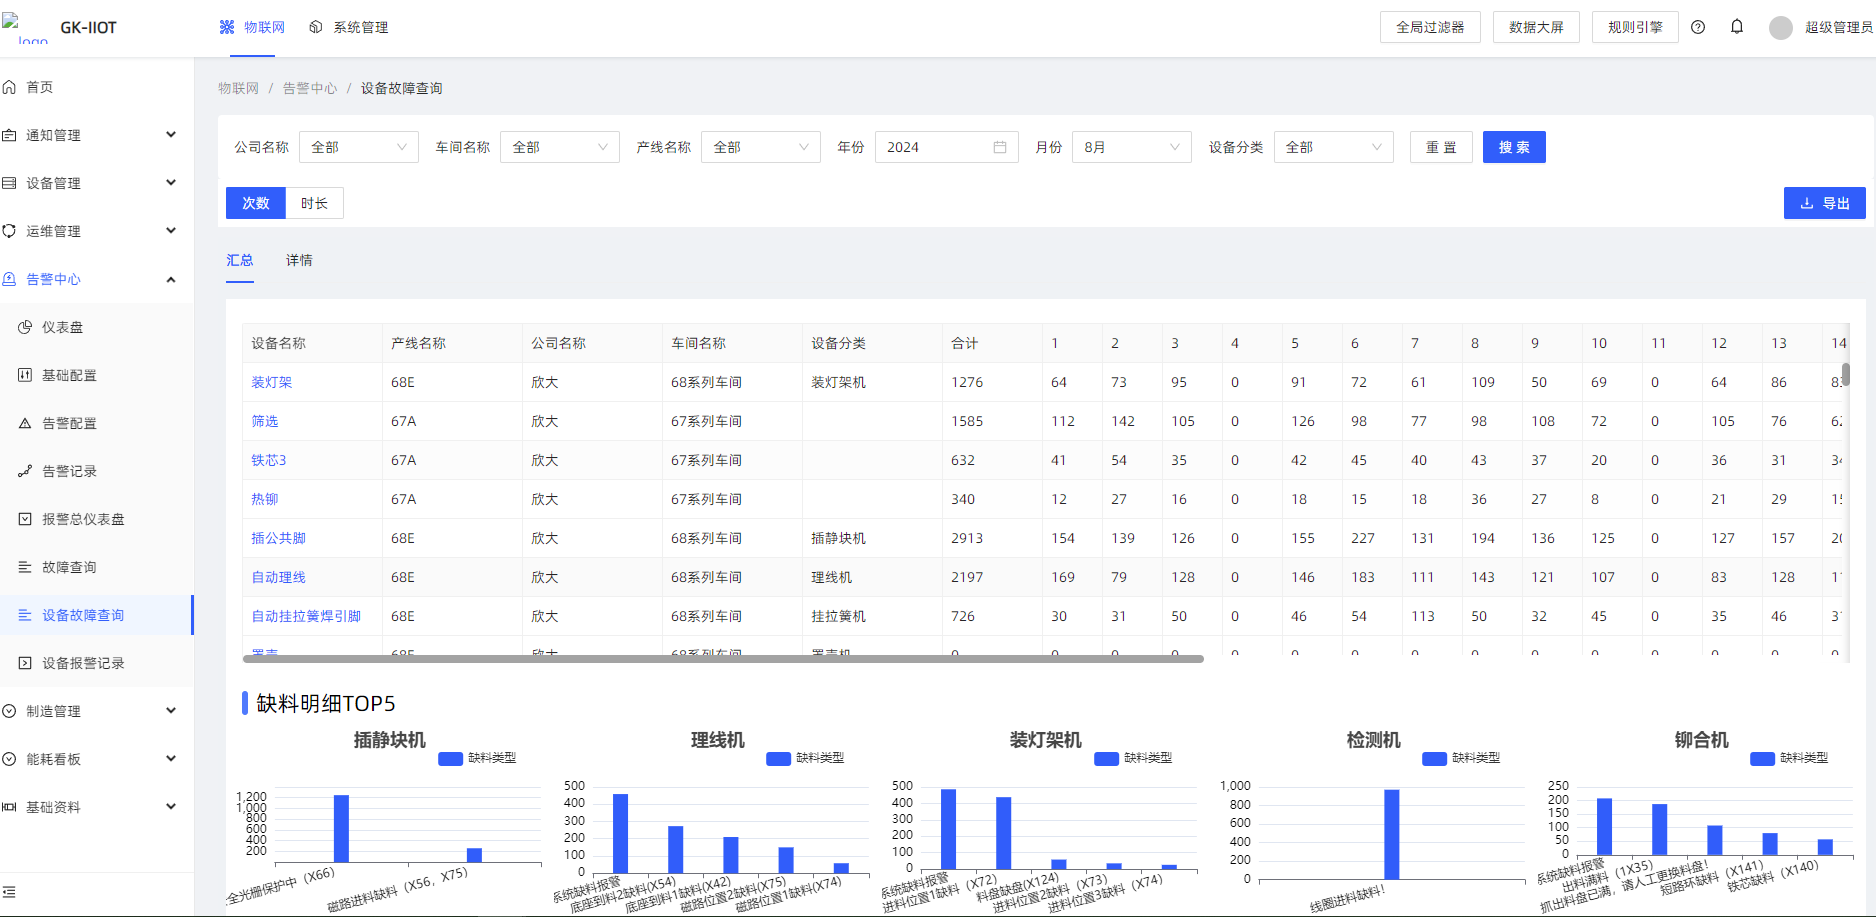 logo
GK-IIOT
物联网
系统管理
全局过滤器
数据大屏
规则引擎
超级管理员
首页
通知管理
设备管理
运维管理
告警中心
仪表盘
基础配置
告警配置
告警记录
报警总仪表盘
故障查询
设备故障查询
设备报警记录
制造管理
能耗看板
基础资料
物联网 / 告警中心 / 设备故障查询
公司名称 全部 车间名称 全部 产线名称 全部 年份 2024 月份 8月 设备分类 全部 重 置 搜 索
次数 时长 导出
汇总 详情
设备名称 产线名称 公司名称 车间名称 设备分类 合计 1 2 3 4 5 6 7 8 9 10 11 12 13 14
装灯架 68E 欣大 68系列车间 装灯架机 1276 64 73 95 0 91 72 61 109 50 69 0 64 86
筛选 67A 欣大 67系列车间 1585 112 142 105 0 126 98 77 98 108 72 0 105 76
铁芯3 67A 欣大 67系列车间 632 41 54 35 0 42 45 40 43 37 20 0 36 31
热铆 67A 欣大 67系列车间 340 12 27 16 0 18 15 18 36 27 8 0 21 29
插公共脚 68E 欣大 68系列车间 插静块机 2913 154 139 126 0 155 227 131 194 136 125 0 127 157
自动理线 68E 欣大 68系列车间 理线机 2197 169 79 128 0 146 183 111 143 121 107 0 83 128
自动挂拉簧焊引脚 68E 欣大 68系列车间 挂拉簧机 726 30 31 50 0 46 54 113 50 32 45 0 35 46
罩壳 68E 欣大 68系列车间 罩壳机 0 0 0 0 0 0 0 0 0 0 0 0 0 0
缺料明细TOP5
插静块机
缺料类型
1,200
1,000
800
600
400
200
全光栅保护中（X66）
磁路进料缺料（X56，X75）
理线机
缺料类型
500
400
300
200
100
0
系统缺料报警
底座到料2缺料(X54)
底座到料1缺料(X42)
磁路位置2缺料(X75)
磁路位置1缺料(X74)
装灯架机
缺料类型
500
400
300
200
100
0
系统缺料报警
进料位置1缺料（X72）
料盘缺盘(X124)
进料位置2缺料（X73）
进料位置3缺料（X74）
检测机
缺料类型
1,000
800
600
400
200
0
线圈进料缺料！
铆合机
缺料类型
250
200
150
100
50
0
系统缺料报警
出料满料（1X35）
抓出料盘已满，请人工更换料盘！
短路环缺料（X141）
铁芯缺料（X140）